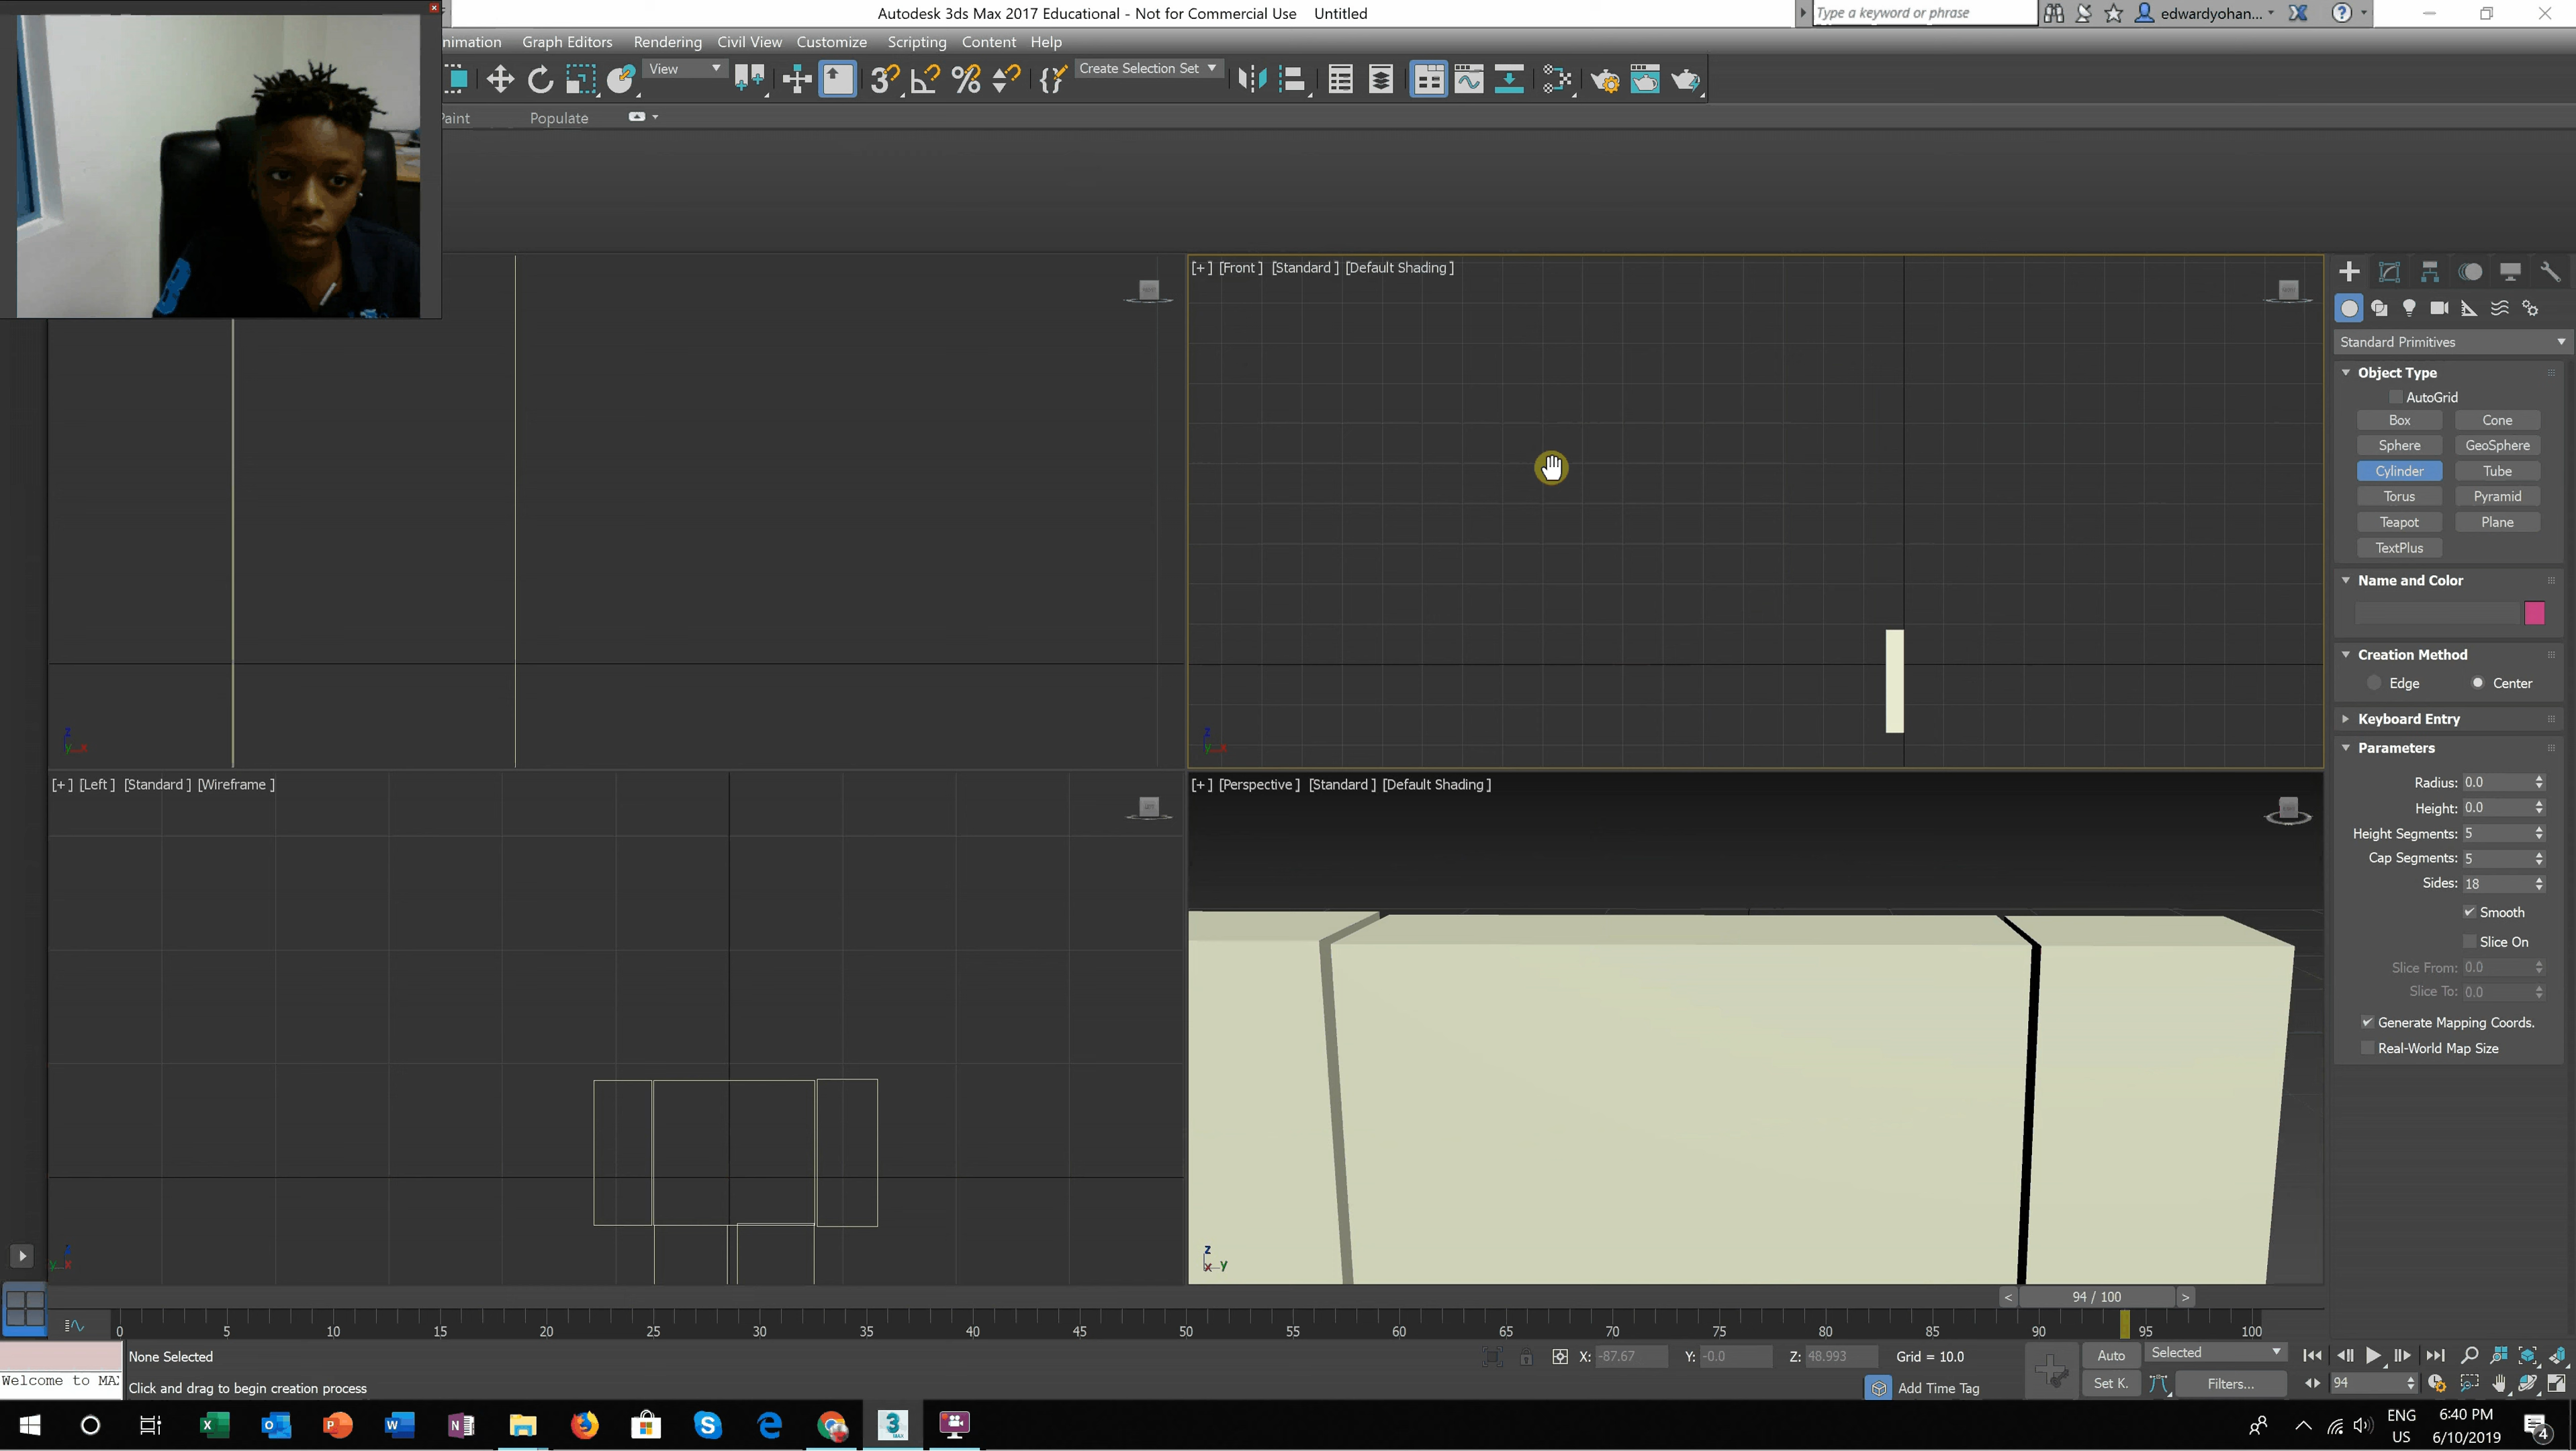 Autodesk 3ds Max 2017 Educational - Not for Commercial Use Untitled
Type a keyword or phrase
edwardyohan...
nimation Graph Editors Rendering Civil View Customize Scripting Content Help
View
Create Selection Set
aint Populate
[+] [Front ] [Standard ] [Default Shading ]
Standard Primitives
Object Type
AutoGrid
Box Cone
Sphere GeoSphere
Cylinder Tube
Torus Pyramid
Teapot Plane
TextPlus
Name and Color
Creation Method
Edge Center
Keyboard Entry
Parameters
Radius: 0.0
Height: 0.0
Height Segments: 5
Cap Segments: 5
Sides: 18
Smooth
Slice On
Slice From: 0.0
Slice To: 0.0
Generate Mapping Coords.
Real-World Map Size
z
y x
z
y x
[+] [Left ] [Standard ] [Wireframe ]
[+] [Perspective ] [Standard ] [Default Shading ]
y x
z
x y
< 94 / 100 >
0 5 10 15 20 25 30 35 40 45 50 55 60 65 70 75 80 85 90 95 100
None Selected
X: -87.67 Y: -0.0 Z: 48.993 Grid = 10.0
Auto Selected
Welcome to MA
Click and drag to begin creation process
Add Time Tag
Set K. Filters... 94
ENG
US
6:40 PM
6/10/2019
4